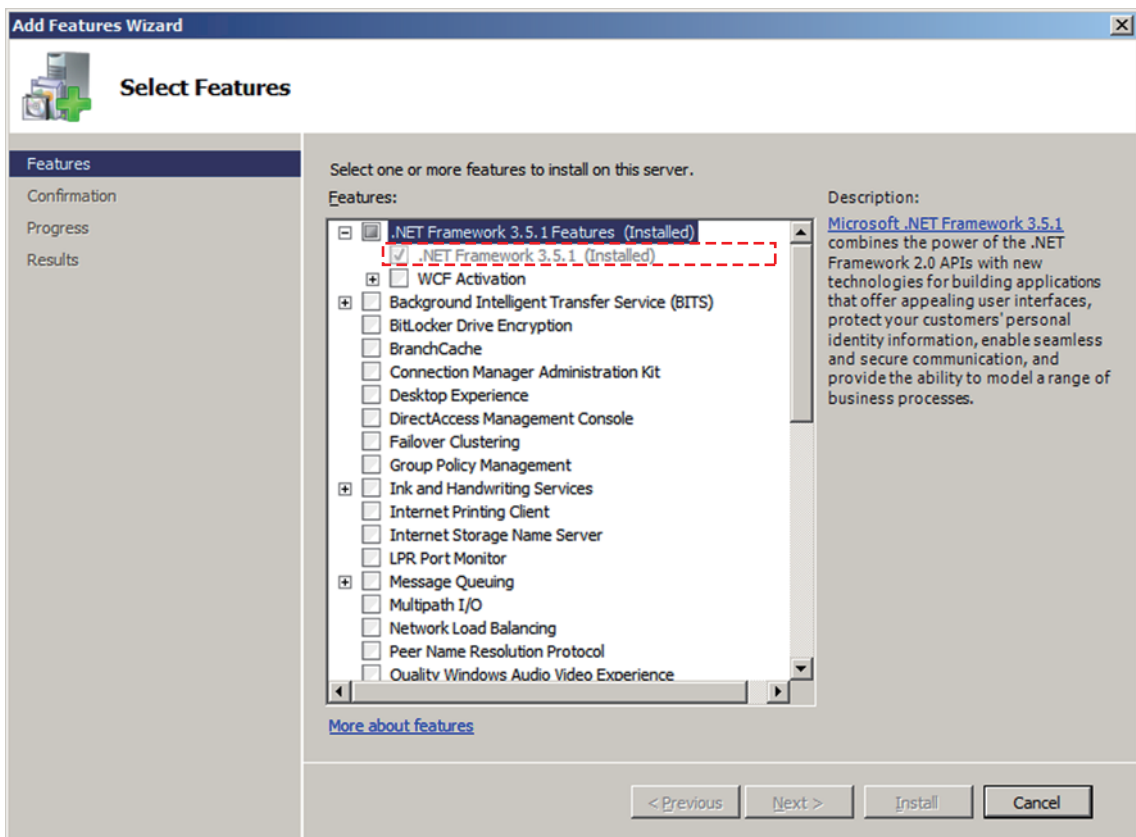 Add Features Wizard
Select Features
Features
Confirmation
Progress
Results
Select one or more features to install on this server.
Features:
.NET Framework 3.5.1 Features (Installed)
.NET Framework 3.5.1 (Installed)
WCF Activation
Background Intelligent Transfer Service (BITS)
BitLocker Drive Encryption
BranchCache
Connection Manager Administration Kit
Desktop Experience
DirectAccess Management Console
Failover Clustering
Group Policy Management
Ink and Handwriting Services
Internet Printing Client
Internet Storage Name Server
LPR Port Monitor
Message Queuing
Multipath I/O
Network Load Balancing
Peer Name Resolution Protocol
Quality Windows Audio Video Experience
More about features
Description:
Microsoft .NET Framework 3.5.1
combines the power of the .NET
Framework 2.0 APIs with new
technologies for building applications
that offer appealing user interfaces,
protect your customers' personal
identity information, enable seamless
and secure communication, and
provide the ability to model a range of
business processes.
< Previous
Next >
Install
Cancel